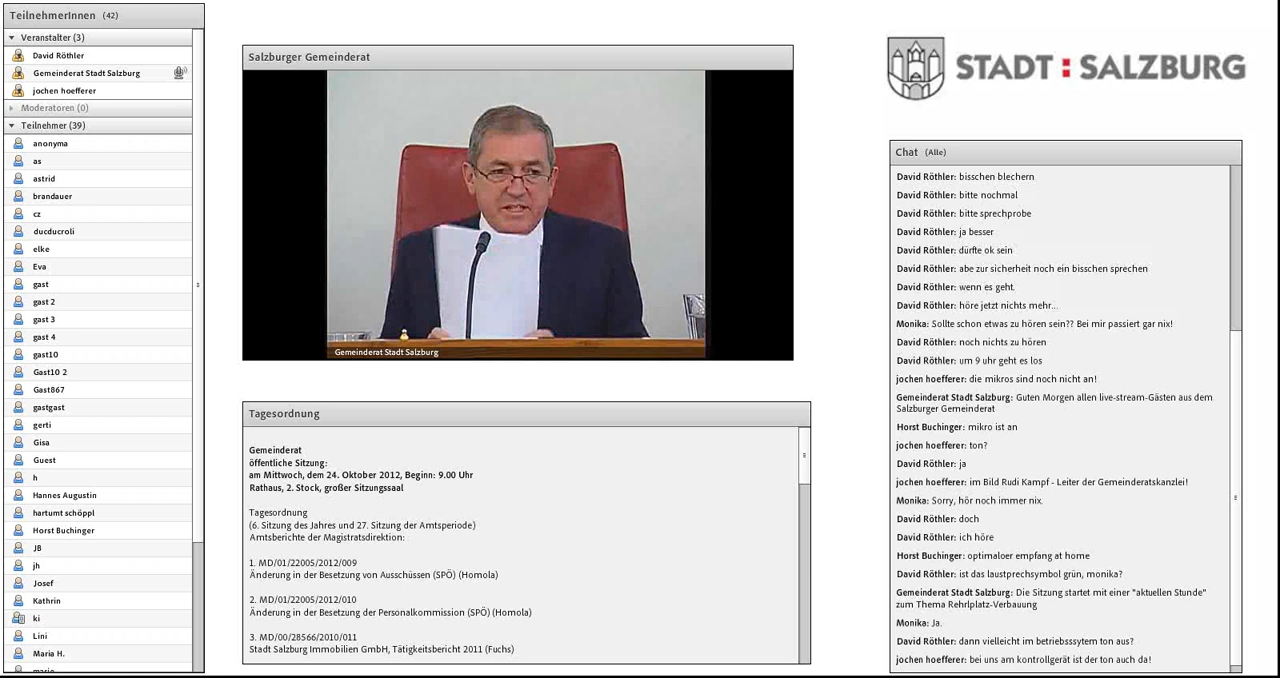 TeilnehmerInnen (42)
Veranstalter (3)
David Röthler
Gemeinderat Stadt Salzburg
jochen hoefferer
Moderatoren (0)
Teilnehmer (39)
anonyma
as
astrid
brandauer
cz
ducducroli
elke
Eva
gast
gast 2
gast 3
gast 4
gast10
Gast10 2
Gast867
gastgast
gerti
Gisa
Guest
h
Hannes Augustin
hartumt schöppl
Horst Buchinger
JB
jh
Josef
Kathrin
ki
Lini
Maria H.
Salzburger Gemeinderat
Gemeinderat Stadt Salzburg
Tagesordnung
Gemeinderat
öffentliche Sitzung:
am Mittwoch, dem 24. Oktober 2012, Beginn: 9.00 Uhr
Rathaus, 2. Stock, großer Sitzungssaal
Tagesordnung
(6. Sitzung des Jahres und 27. Sitzung der Amtsperiode)
Amtsberichte der Magistratsdirektion:
1. MD/01/22005/2012/009
Änderung in der Besetzung von Ausschüssen (SPÖ) (Homola)
2. MD/01/22005/2012/010
Änderung in der Besetzung der Personalkommission (SPÖ) (Homola)
3. MD/00/28566/2010/011
Stadt Salzburg Immobilien GmbH, Tätigkeitsbericht 2011 (Fuchs)
STADT : SALZBURG
Chat (Alle)
David Röthler: bisschen blechern
David Röthler: bitte nochmal
David Röthler: bitte sprechprobe
David Röthler: ja besser
David Röthler: dürfte ok sein
David Röthler: abe zur sicherheit noch ein bisschen sprechen
David Röthler: wenn es geht.
David Röthler: höre jetzt nichts mehr...
Monika: Sollte schon etwas zu hören sein?? Bei mir passiert gar nix!
David Röthler: noch nichts zu hören
David Röthler: um 9 uhr geht es los
jochen hoefferer: die mikros sind noch nicht an!
Gemeinderat Stadt Salzburg: Guten Morgen allen live-stream-Gästen aus dem
Salzburger Gemeinderat
Horst Buchinger: mikro ist an
jochen hoefferer: ton?
David Röthler: ja
jochen hoefferer: im Bild Rudi Kampf - Leiter der Gemeinderatskanzlei!
Monika: Sorry, hör noch immer nix.
David Röthler: doch
David Röthler: ich höre
Horst Buchinger: optimaloer empfang at home
David Röthler: ist das lautsprechsymbol grün, monika?
Gemeinderat Stadt Salzburg: Die Sitzung startet mit einer "aktuellen Stunde"
zum Thema Rehrlplatz-Verbauung
Monika: Ja.
David Röthler: dann vielleicht im betriebsssytem ton aus?
jochen hoefferer: bei uns am kontrollgerät ist der ton auch da!